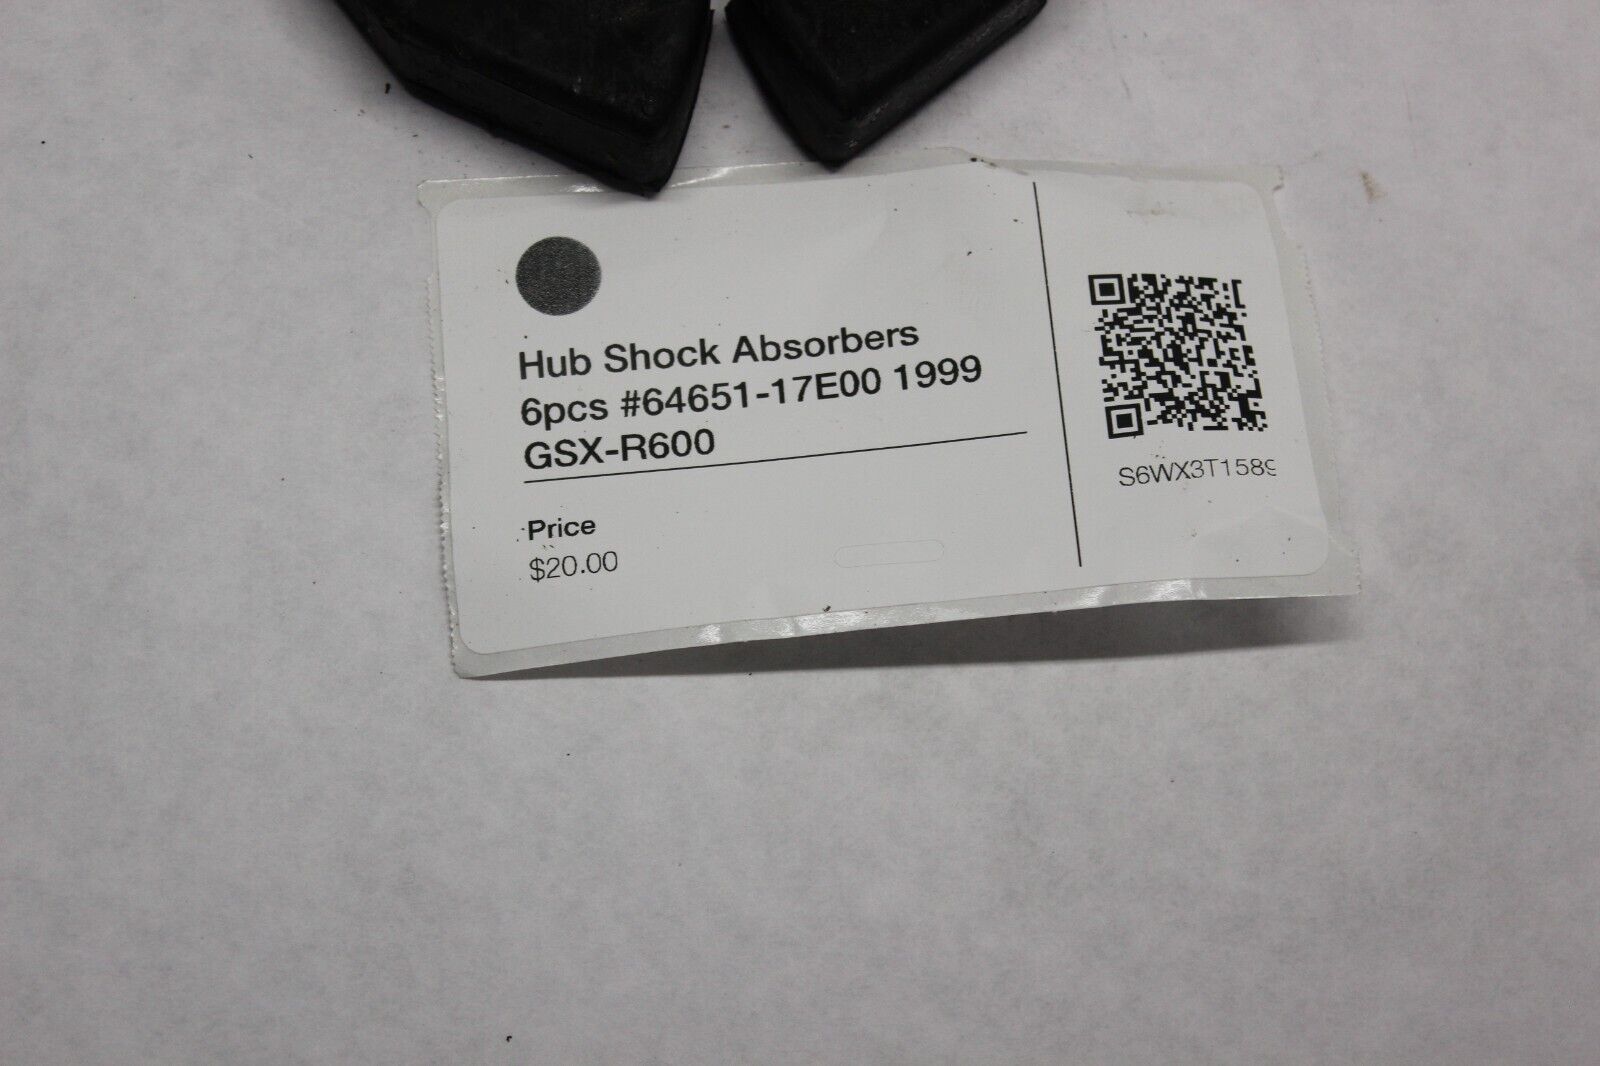 Hub Shock Absorbers
6pcs #64651-17E00 1999
GSX-R600
Price
$20.00
S6WX3T1589